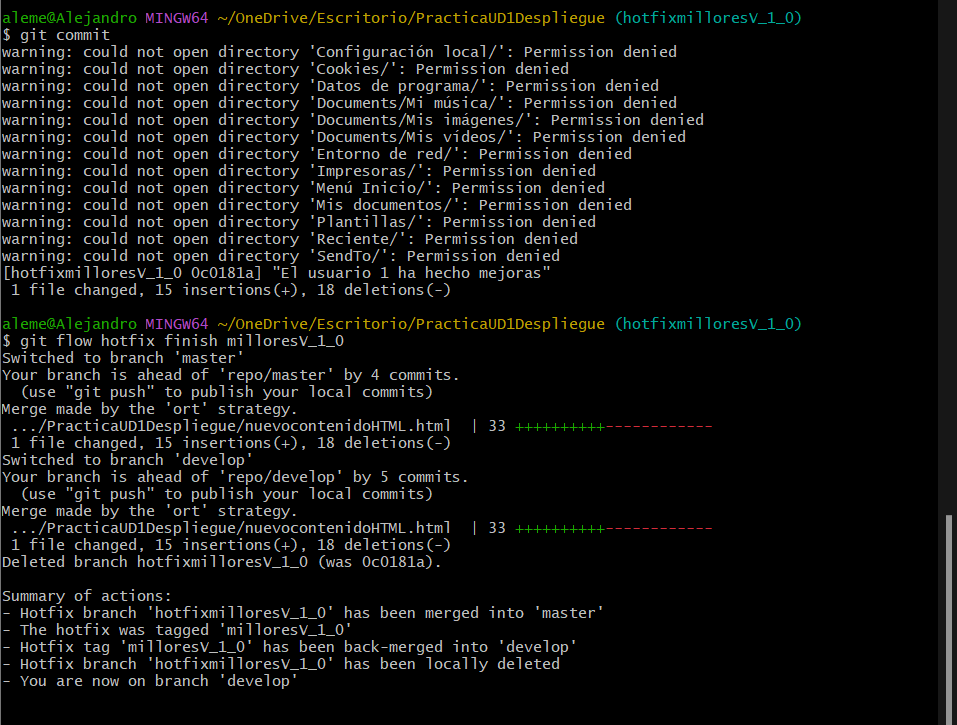 aleme@Alejandro MINGW64 ~/OneDrive/Escritorio/PracticaUD1Despliegue (hotfixmilloresV_1_0)
$ git commit
warning: could not open directory 'Configuración local/': Permission denied
warning: could not open directory 'Cookies/': Permission denied
warning: could not open directory 'Datos de programa/': Permission denied
warning: could not open directory 'Documents/Mi música/': Permission denied
warning: could not open directory 'Documents/Mis imágenes/': Permission denied
warning: could not open directory 'Documents/Mis vídeos/': Permission denied
warning: could not open directory 'Entorno de red/': Permission denied
warning: could not open directory 'Impresoras/': Permission denied
warning: could not open directory 'Menú Inicio/': Permission denied
warning: could not open directory 'Mis documentos/': Permission denied
warning: could not open directory 'Plantillas/': Permission denied
warning: could not open directory 'Reciente/': Permission denied
warning: could not open directory 'SendTo/': Permission denied
[hotfixmilloresV_1_0 0c0181a] "El usuario 1 ha hecho mejoras"
 1 file changed, 15 insertions(+), 18 deletions(-)

aleme@Alejandro MINGW64 ~/OneDrive/Escritorio/PracticaUD1Despliegue (hotfixmilloresV_1_0)
$ git flow hotfix finish milloresV_1_0
Switched to branch 'master'
Your branch is ahead of 'repo/master' by 4 commits.
  (use "git push" to publish your local commits)
Merge made by the 'ort' strategy.
 .../PracticaUD1Despliegue/nuevocontenidoHTML.html  | 33 ++++++++++------------
 1 file changed, 15 insertions(+), 18 deletions(-)
Switched to branch 'develop'
Your branch is ahead of 'repo/develop' by 5 commits.
  (use "git push" to publish your local commits)
Merge made by the 'ort' strategy.
 .../PracticaUD1Despliegue/nuevocontenidoHTML.html  | 33 ++++++++++------------
 1 file changed, 15 insertions(+), 18 deletions(-)
Deleted branch hotfixmilloresV_1_0 (was 0c0181a).

Summary of actions:
- Hotfix branch 'hotfixmilloresV_1_0' has been merged into 'master'
- The hotfix was tagged 'milloresV_1_0'
- Hotfix tag 'milloresV_1_0' has been back-merged into 'develop'
- Hotfix branch 'hotfixmilloresV_1_0' has been locally deleted
- You are now on branch 'develop'